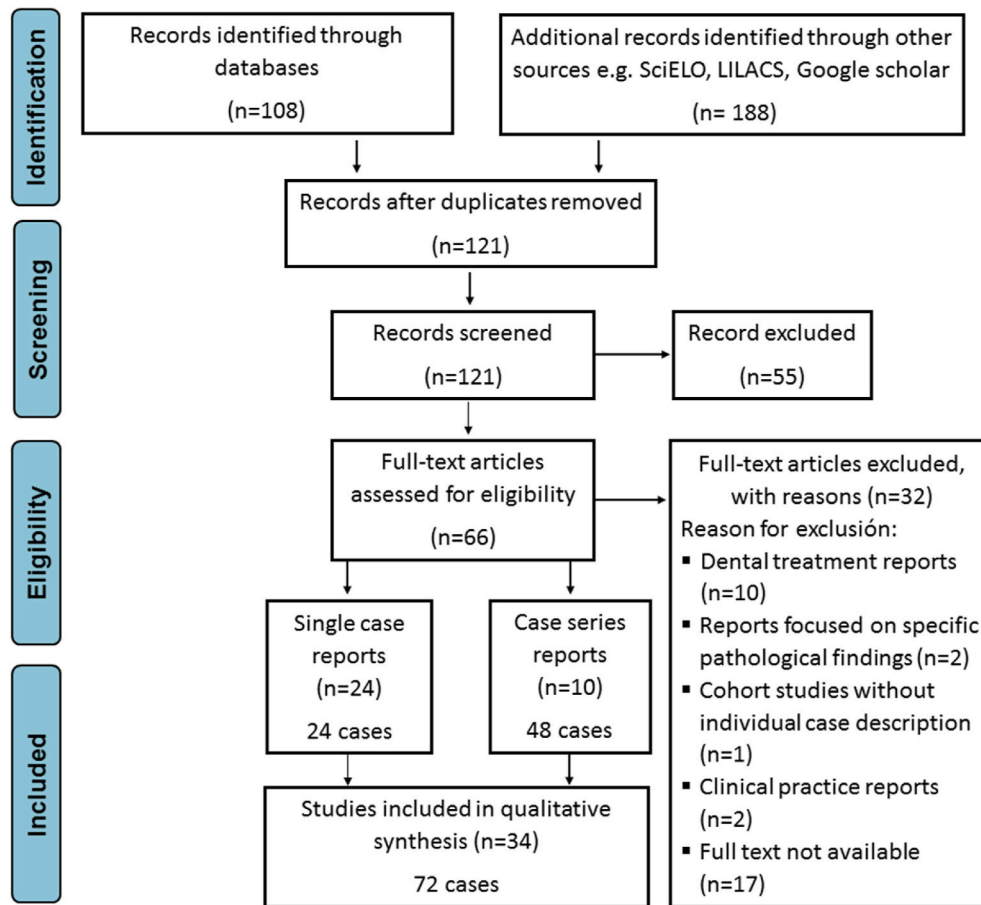 Identification
Records identified through
databases
(n=108)
Additional records identified through other
sources e.g. SciELO, LILACS, Google scholar
(n= 188)
Records after duplicates removed
(n=121)
Screening
Records screened
(n=121)
Record excluded
(n=55)
Eligibility
Full-text articles
assessed for eligibility
(n=66)
Full-text articles excluded,
with reasons (n=32)
Reason for exclusión:
▪ Dental treatment reports
(n=10)
▪ Reports focused on specific
pathological findings (n=2)
▪ Cohort studies without
individual case description
(n=1)
▪ Clinical practice reports
(n=2)
▪ Full text not available
(n=17)
Single case
reports
(n=24)
24 cases
Case series
reports
(n=10)
48 cases
Included
Studies included in qualitative
synthesis (n=34)
72 cases